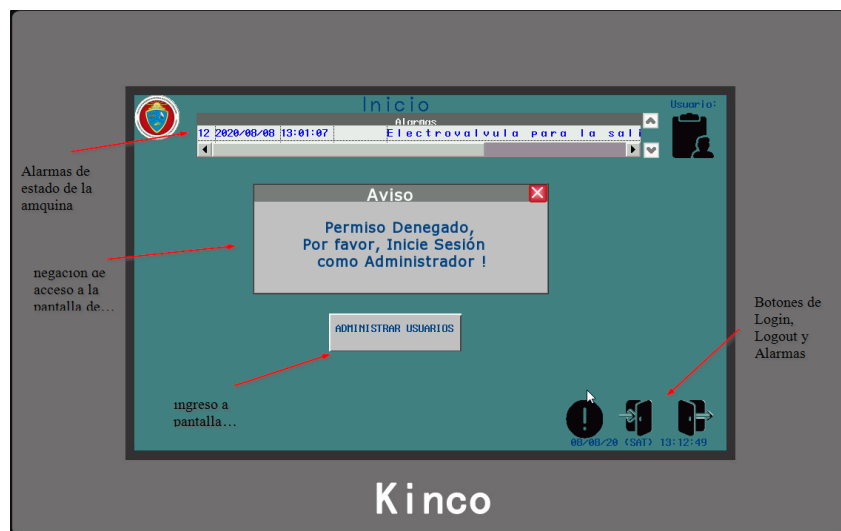 Inicio
Usuario:
Alarmas
12 2020/08/08 13:01:07 Electrovalvula para la sali
Alarmas de
estado de la
amquina
Aviso
Permiso Denegado,
Por favor, Inicie Sesión
como Administrador !
negacion de
acceso a la
pantalla de…
ADMINISTRAR USUARIOS
Botones de
Login,
Logout y
Alarmas
ingreso a
pantalla…
08/08/20 (SAT) 13:12:49
Kinco